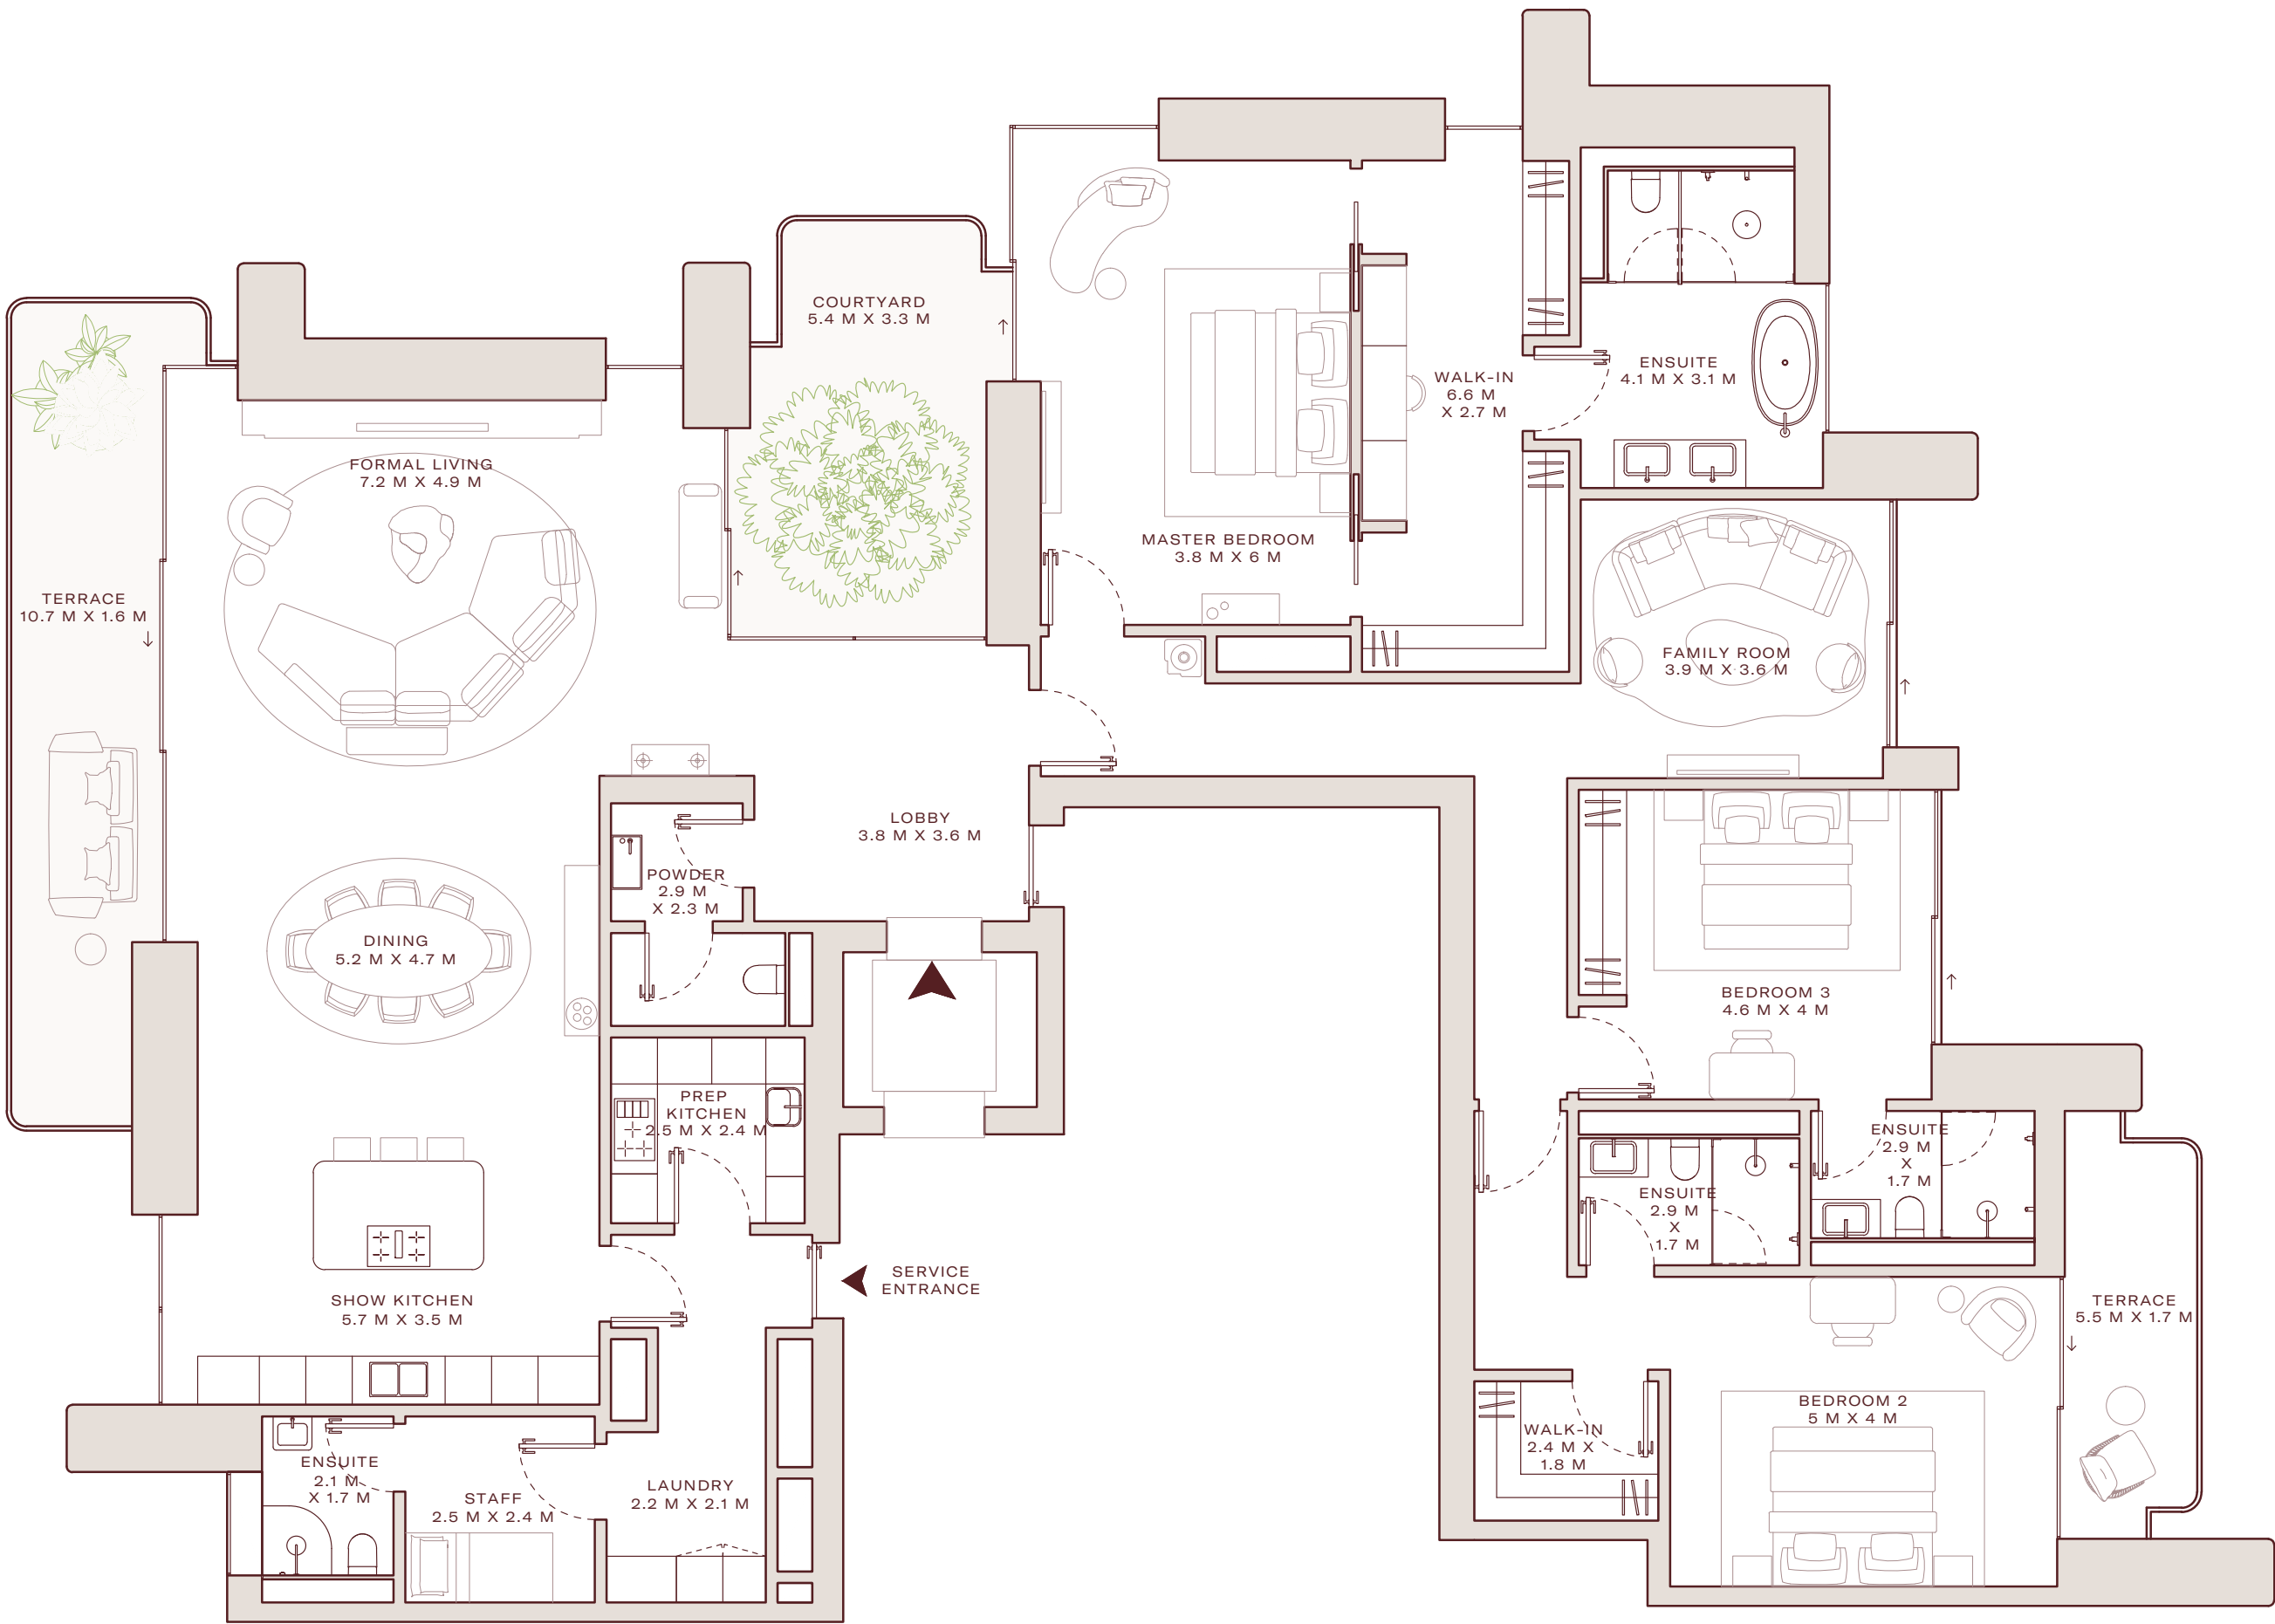 COURTYARD
5.4 M X 3.3 M
WALK-IN
6.6 M
X 2.7 M
ENSUITE
4.1 M X 3.1 M
FORMAL LIVING
7.2 M X 4.9 M
MASTER BEDROOM
3.8 M X 6 M
TERRACE
10.7 M X 1.6 M
FAMILY ROOM
3.9 M X 3.6 M
LOBBY
3.8 M X 3.6 M
POWDER
2.9 M
X 2.3 M
DINING
5.2 M X 4.7 M
BEDROOM 3
4.6 M X 4 M
PREP
KITCHEN
2.5 M X 2.4 M
ENSUITE
2.9 M
X
1.7 M
ENSUITE
2.9 M
X
1.7 M
SERVICE
ENTRANCE
SHOW KITCHEN
5.7 M X 3.5 M
TERRACE
5.5 M X 1.7 M
BEDROOM 2
5 M X 4 M
WALK-IN
2.4 M X
1.8 M
ENSUITE
2.1 M
X 1.7 M
STAFF
2.5 M X 2.4 M
LAUNDRY
2.2 M X 2.1 M